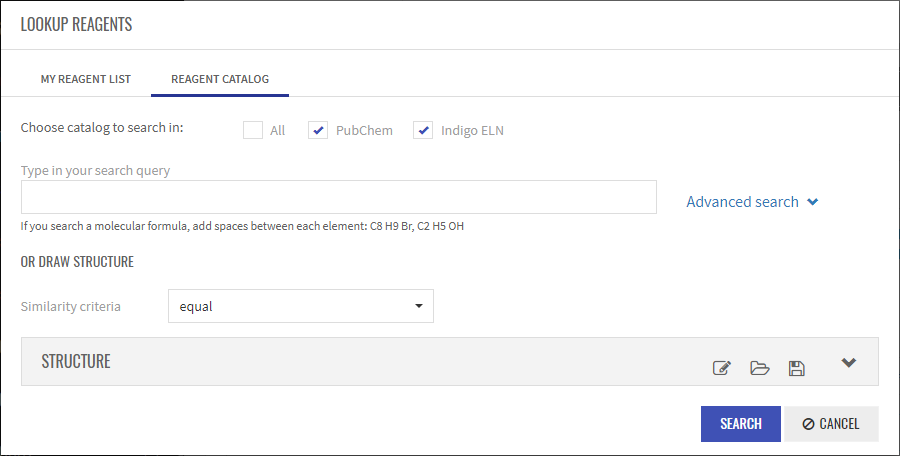 LOOKUP REAGENTS
MY REAGENT LIST REAGENT CATALOG
Choose catalog to search in: All PubChem Indigo ELN
Type in your search query
Advanced search
If you search a molecular formula, add spaces between each element: C8 H9 Br, C2 H5 OH
OR DRAW STRUCTURE
Similarity criteria equal
STRUCTURE
SEARCH CANCEL